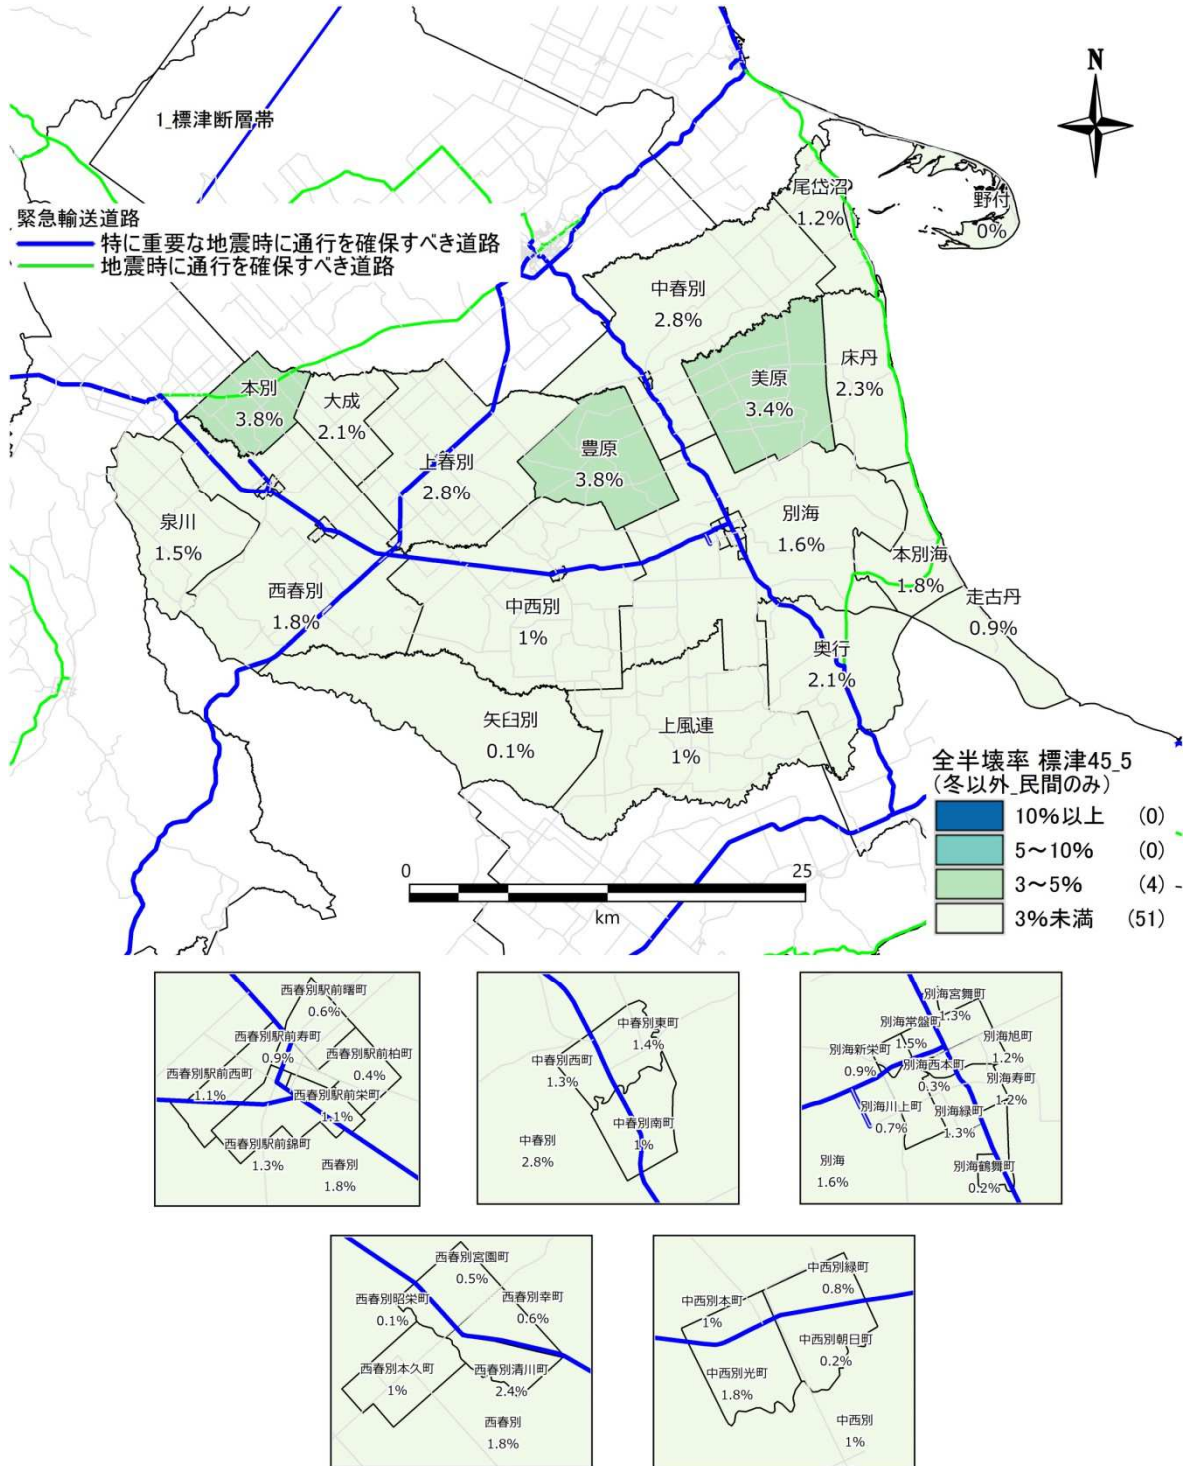 N
1_標津断層帯
緊急輸送道路
特に重要な地震時に通行を確保すべき道路
地震時に通行を確保すべき道路
尾岱沼
1.2%
野付
0%
中春別
2.8%
床丹
2.3%
美原
3.4%
本別
3.8%
大成
2.1%
上春別
2.8%
豊原
3.8%
泉川
1.5%
別海
1.6%
本別海
1.8%
西春別
1.8%
中西別
1%
走古丹
0.9%
奥行
2.1%
矢臼別
0.1%
上風連
1%
全半壊率 標津45_5
(冬以外_民間のみ)
10%以上 (0)
5～10% (0)
3～5% (4)
3%未満 (51)
0 25
km
西春別駅前曙町
0.6%
西春別駅前寿町
0.9%
西春別駅前柏町
0.4%
西春別駅前西町
1.1%
西春別駅前栄町
1.1%
西春別駅前錦町
1.3%
西春別
1.8%
中春別東町
1.4%
中春別西町
1.3%
中春別南町
1%
中春別
2.8%
別海宮舞町
1.3%
別海常盤町
1.5%
別海旭町
1.2%
別海新栄町
0.9%
別海西本町
0.3%
別海寿町
1.2%
別海川上町
0.7%
別海緑町
1.3%
別海鶴舞町
0.2%
別海
1.6%
西春別宮園町
0.5%
西春別昭栄町
0.1%
西春別幸町
0.6%
西春別本久町
1%
西春別清川町
2.4%
西春別
1.8%
中西別緑町
0.8%
中西別本町
1%
中西別朝日町
0.2%
中西別光町
1.8%
中西別
1%